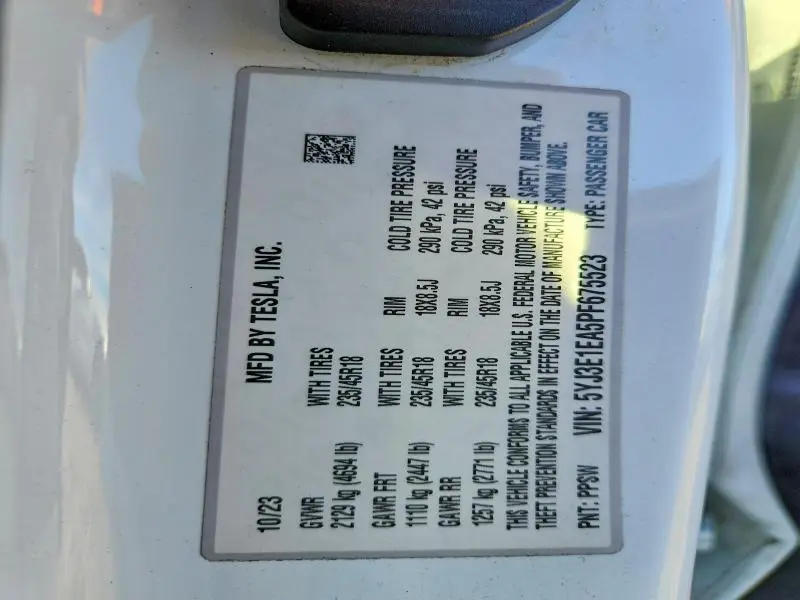 10/23 MFD BY TESLA, INC.
GVWR WITH TIRES
2129 kg (4694 lb) 235/45R18
GAWR FRT WITH TIRES RIM COLD TIRE PRESSURE
1110 kg (2447 lb) 235/45R18 18X8.5J 290 kPa, 42 psi
GAWR RR WITH TIRES RIM COLD TIRE PRESSURE
1257 kg (2771 lb) 235/45R18 18X8.5J 290 kPa, 42 psi
THIS VEHICLE CONFORMS TO ALL APPLICABLE U.S. FEDERAL MOTOR VEHICLE SAFETY, BUMPER, AND
THEFT PREVENTION STANDARDS IN EFFECT ON THE DATE OF MANUFACTURE SHOWN ABOVE.
PNT: PPSW VIN: 5YJ3E1EA5PF675523 TYPE: PASSENGER CAR